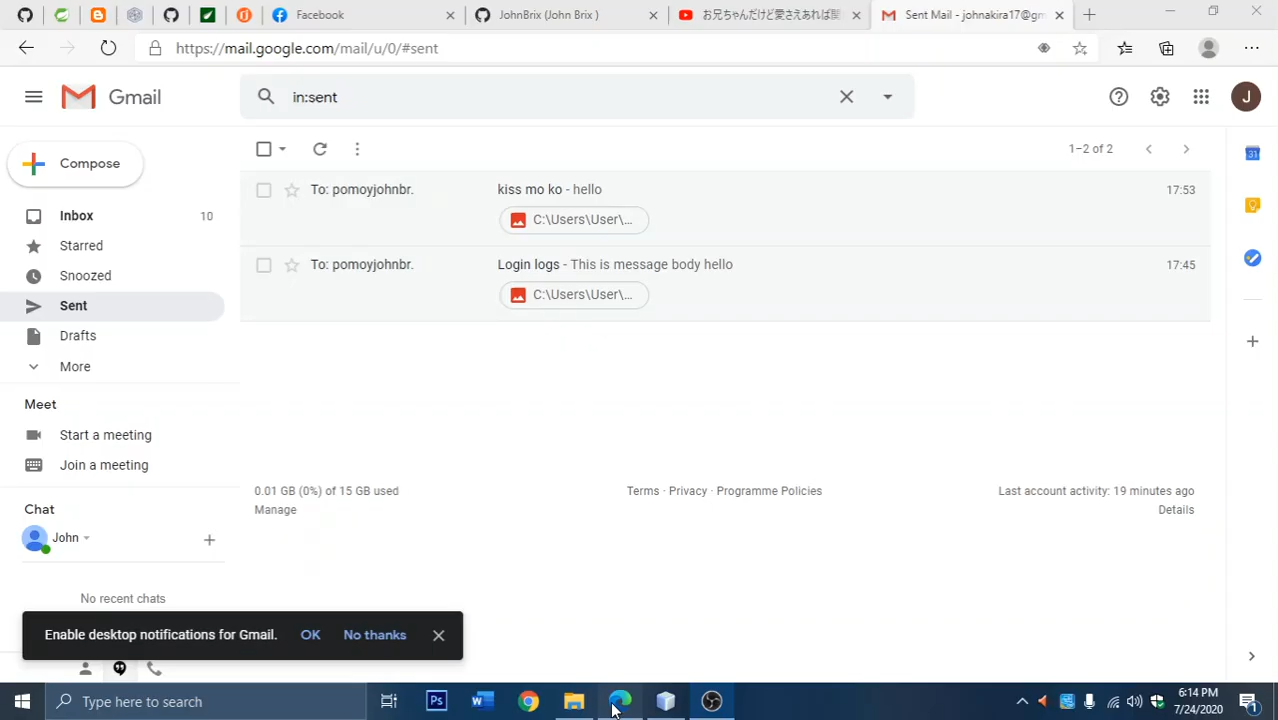 Facebook
JohnBrix (John Brix )
お兄ちゃんだけど愛さえあれば関
Sent Mail - johnakira17@gm
https://mail.google.com/mail/u/0/#sent
Gmail
in:sent
J
Compose
1–2 of 2
31
Inbox 10
To: pomoyjohnbr. kiss mo ko - hello 17:53
C:\Users\User\...
Starred
Snoozed
To: pomoyjohnbr. Login logs - This is message body hello 17:45
C:\Users\User\...
Sent
Drafts
More
Meet
Start a meeting
Join a meeting
0.01 GB (0%) of 15 GB used
Manage
Terms · Privacy · Programme Policies
Last account activity: 19 minutes ago
Details
Chat
John
No recent chats
Enable desktop notifications for Gmail. OK No thanks
Type here to search
Ps
W
6:14 PM
7/24/2020
1